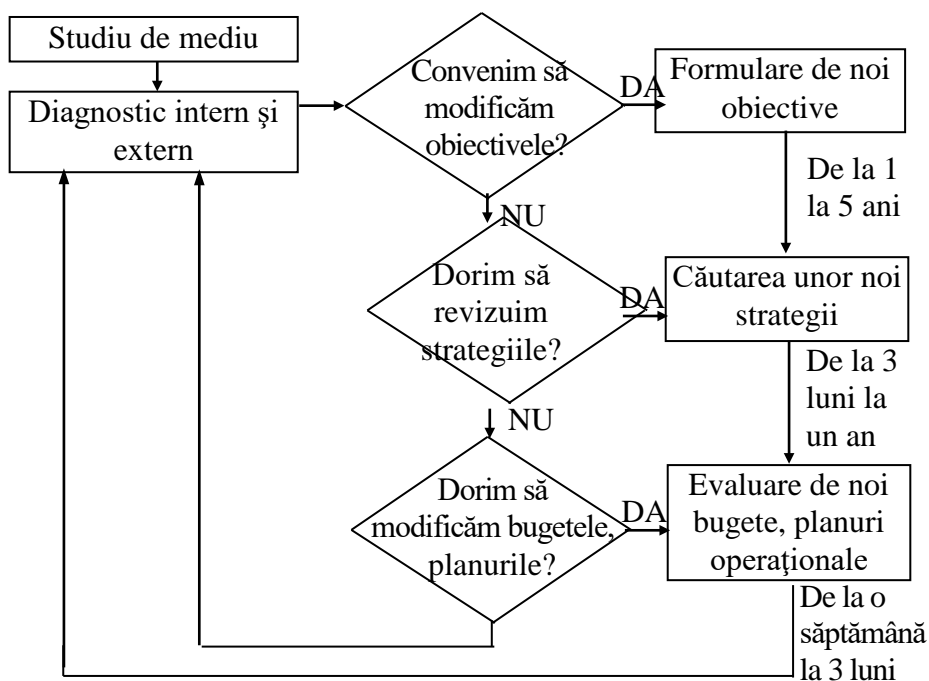 Studiu de mediu
Diagnostic intern şi
extern
Convenim să
modificăm
obiectivele?
DA
Formulare de noi
obiective
De la 1
la 5 ani
NU
Dorim să
revizuim
strategiile?
DA
Căutarea unor noi
strategii
De la 3
luni la
un an
NU
Dorim să
modificăm bugetele,
planurile?
DA
Evaluare de noi
bugete, planuri
operaţionale
De la o
săptămână
la 3 luni